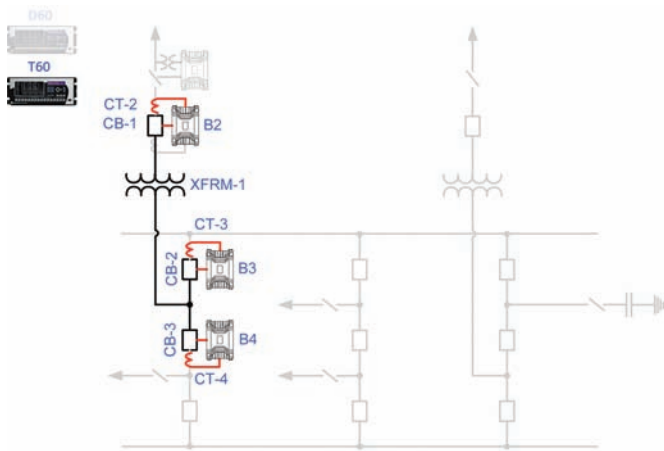 D60
T60
CT-2
CB-1
B2
XFRM-1
CT-3
CB-2
B3
CB-3
B4
CT-4